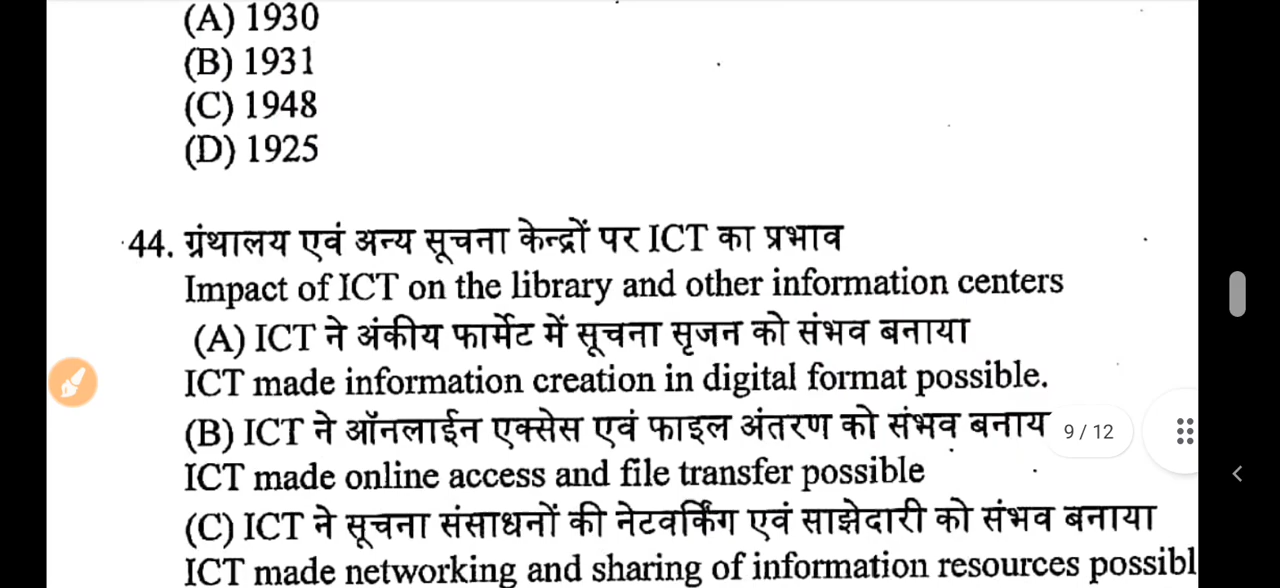 (A) 1930
(B) 1931
(C) 1948
(D) 1925
44. ग्रंथालय एवं अन्य सूचना केन्द्रों पर ICT का प्रभाव
Impact of ICT on the library and other information centers
(A) ICT ने अंकीय फार्मेट में सूचना सृजन को संभव बनाया
ICT made information creation in digital format possible.
(B) ICT ने ऑनलाईन एक्सेस एवं फाइल अंतरण को संभव बनाय
9 / 12
ICT made online access and file transfer possible
(C) ICT ने सूचना संसाधनों की नेटवर्किंग एवं साझेदारी को संभव बनाया
ICT made networking and sharing of information resources possibl